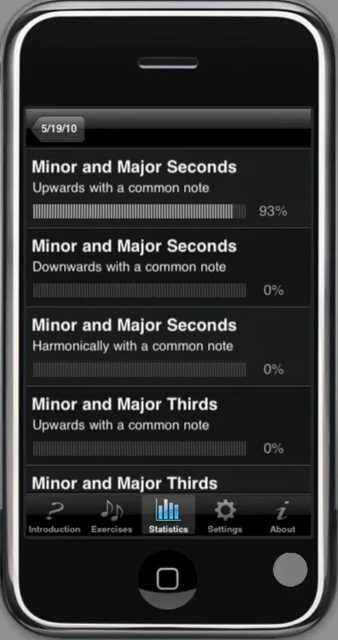 5/19/10
Minor and Major Seconds
Upwards with a common note
93%
Minor and Major Seconds
Downwards with a common note
0%
Minor and Major Seconds
Harmonically with a common note
0%
Minor and Major Thirds
Upwards with a common note
0%
Minor and Major Thirds
Introduction Exercises Statistics Settings About